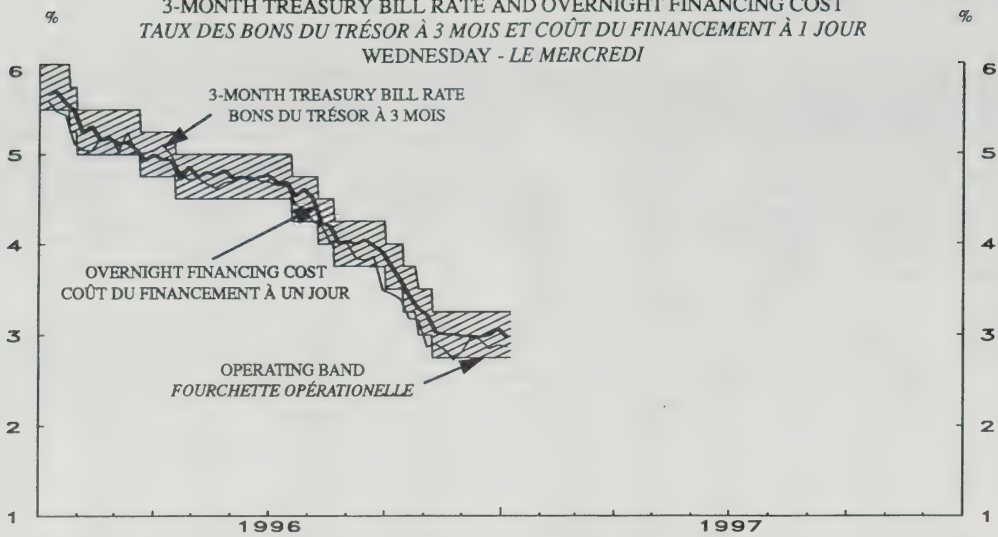 3-MONTH TREASURY BILL RATE AND OVERNIGHT FINANCING COST
TAUX DES BONS DU TRÉSOR À 3 MOIS ET COÛT DU FINANCEMENT À 1 JOUR
WEDNESDAY - LE MERCREDI
% %
6 6
3-MONTH TREASURY BILL RATE
BONS DU TRÉSOR À 3 MOIS
5 5
4 4
OVERNIGHT FINANCING COST
COÛT DU FINANCEMENT À UN JOUR
3 3
OPERATING BAND
FOURCHETTE OPÉRATIONELLE
2 2
1 1
1996 1997